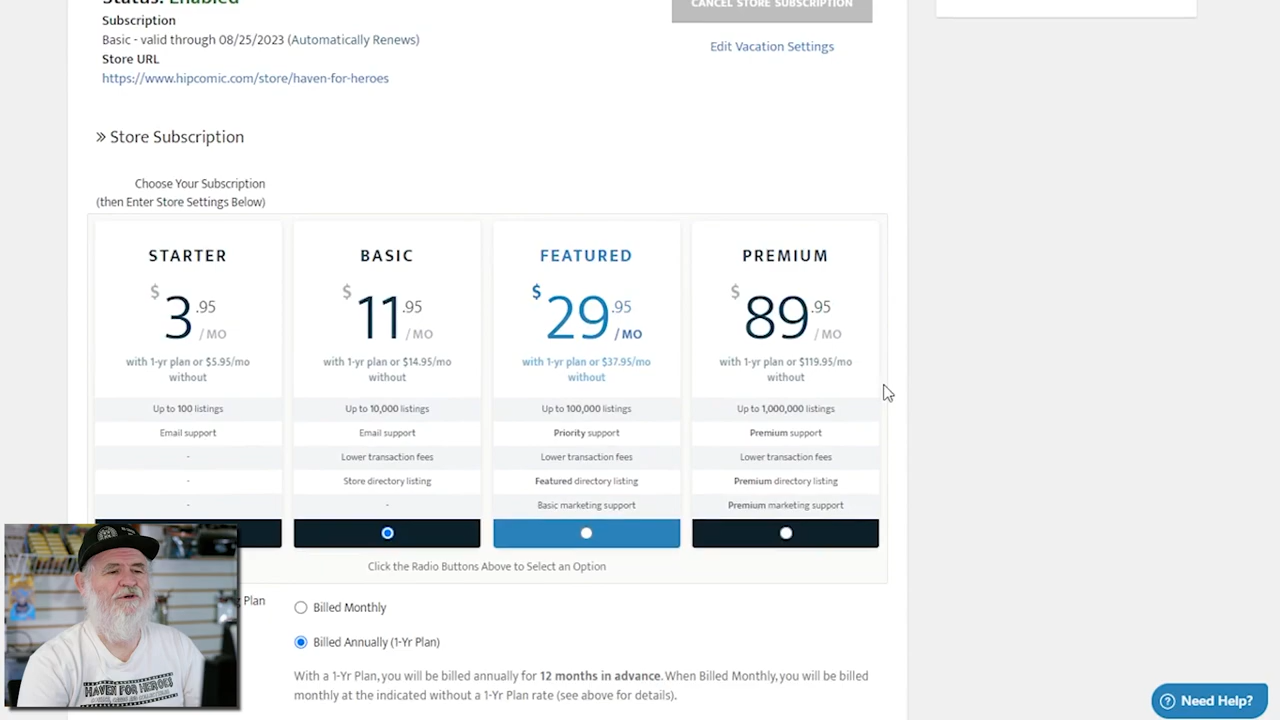 Status: Enabled
CANCEL STORE SUBSCRIPTION
Subscription
Basic - valid through 08/25/2023 (Automatically Renews)
Edit Vacation Settings
Store URL
https://www.hipcomic.com/store/haven-for-heroes
» Store Subscription
Choose Your Subscription
(then Enter Store Settings Below)
STARTER
$3.95 / MO
with 1-yr plan or $5.95/mo
without
Up to 100 listings
Email support
-
-
-
BASIC
$11.95 / MO
with 1-yr plan or $14.95/mo
without
Up to 10,000 listings
Email support
Lower transaction fees
Store directory listing
-
FEATURED
$29.95 / MO
with 1-yr plan or $37.95/mo
without
Up to 100,000 listings
Priority support
Lower transaction fees
Featured directory listing
Basic marketing support
PREMIUM
$89.95 / MO
with 1-yr plan or $119.95/mo
without
Up to 1,000,000 listings
Premium support
Lower transaction fees
Premium directory listing
Premium marketing support
Click the Radio Buttons Above to Select an Option
Plan
Billed Monthly
Billed Annually (1-Yr Plan)
With a 1-Yr Plan, you will be billed annually for 12 months in advance. When Billed Monthly, you will be billed
monthly at the indicated without a 1-Yr Plan rate (see above for details).
HAVEN FOR HEROES
Need Help?